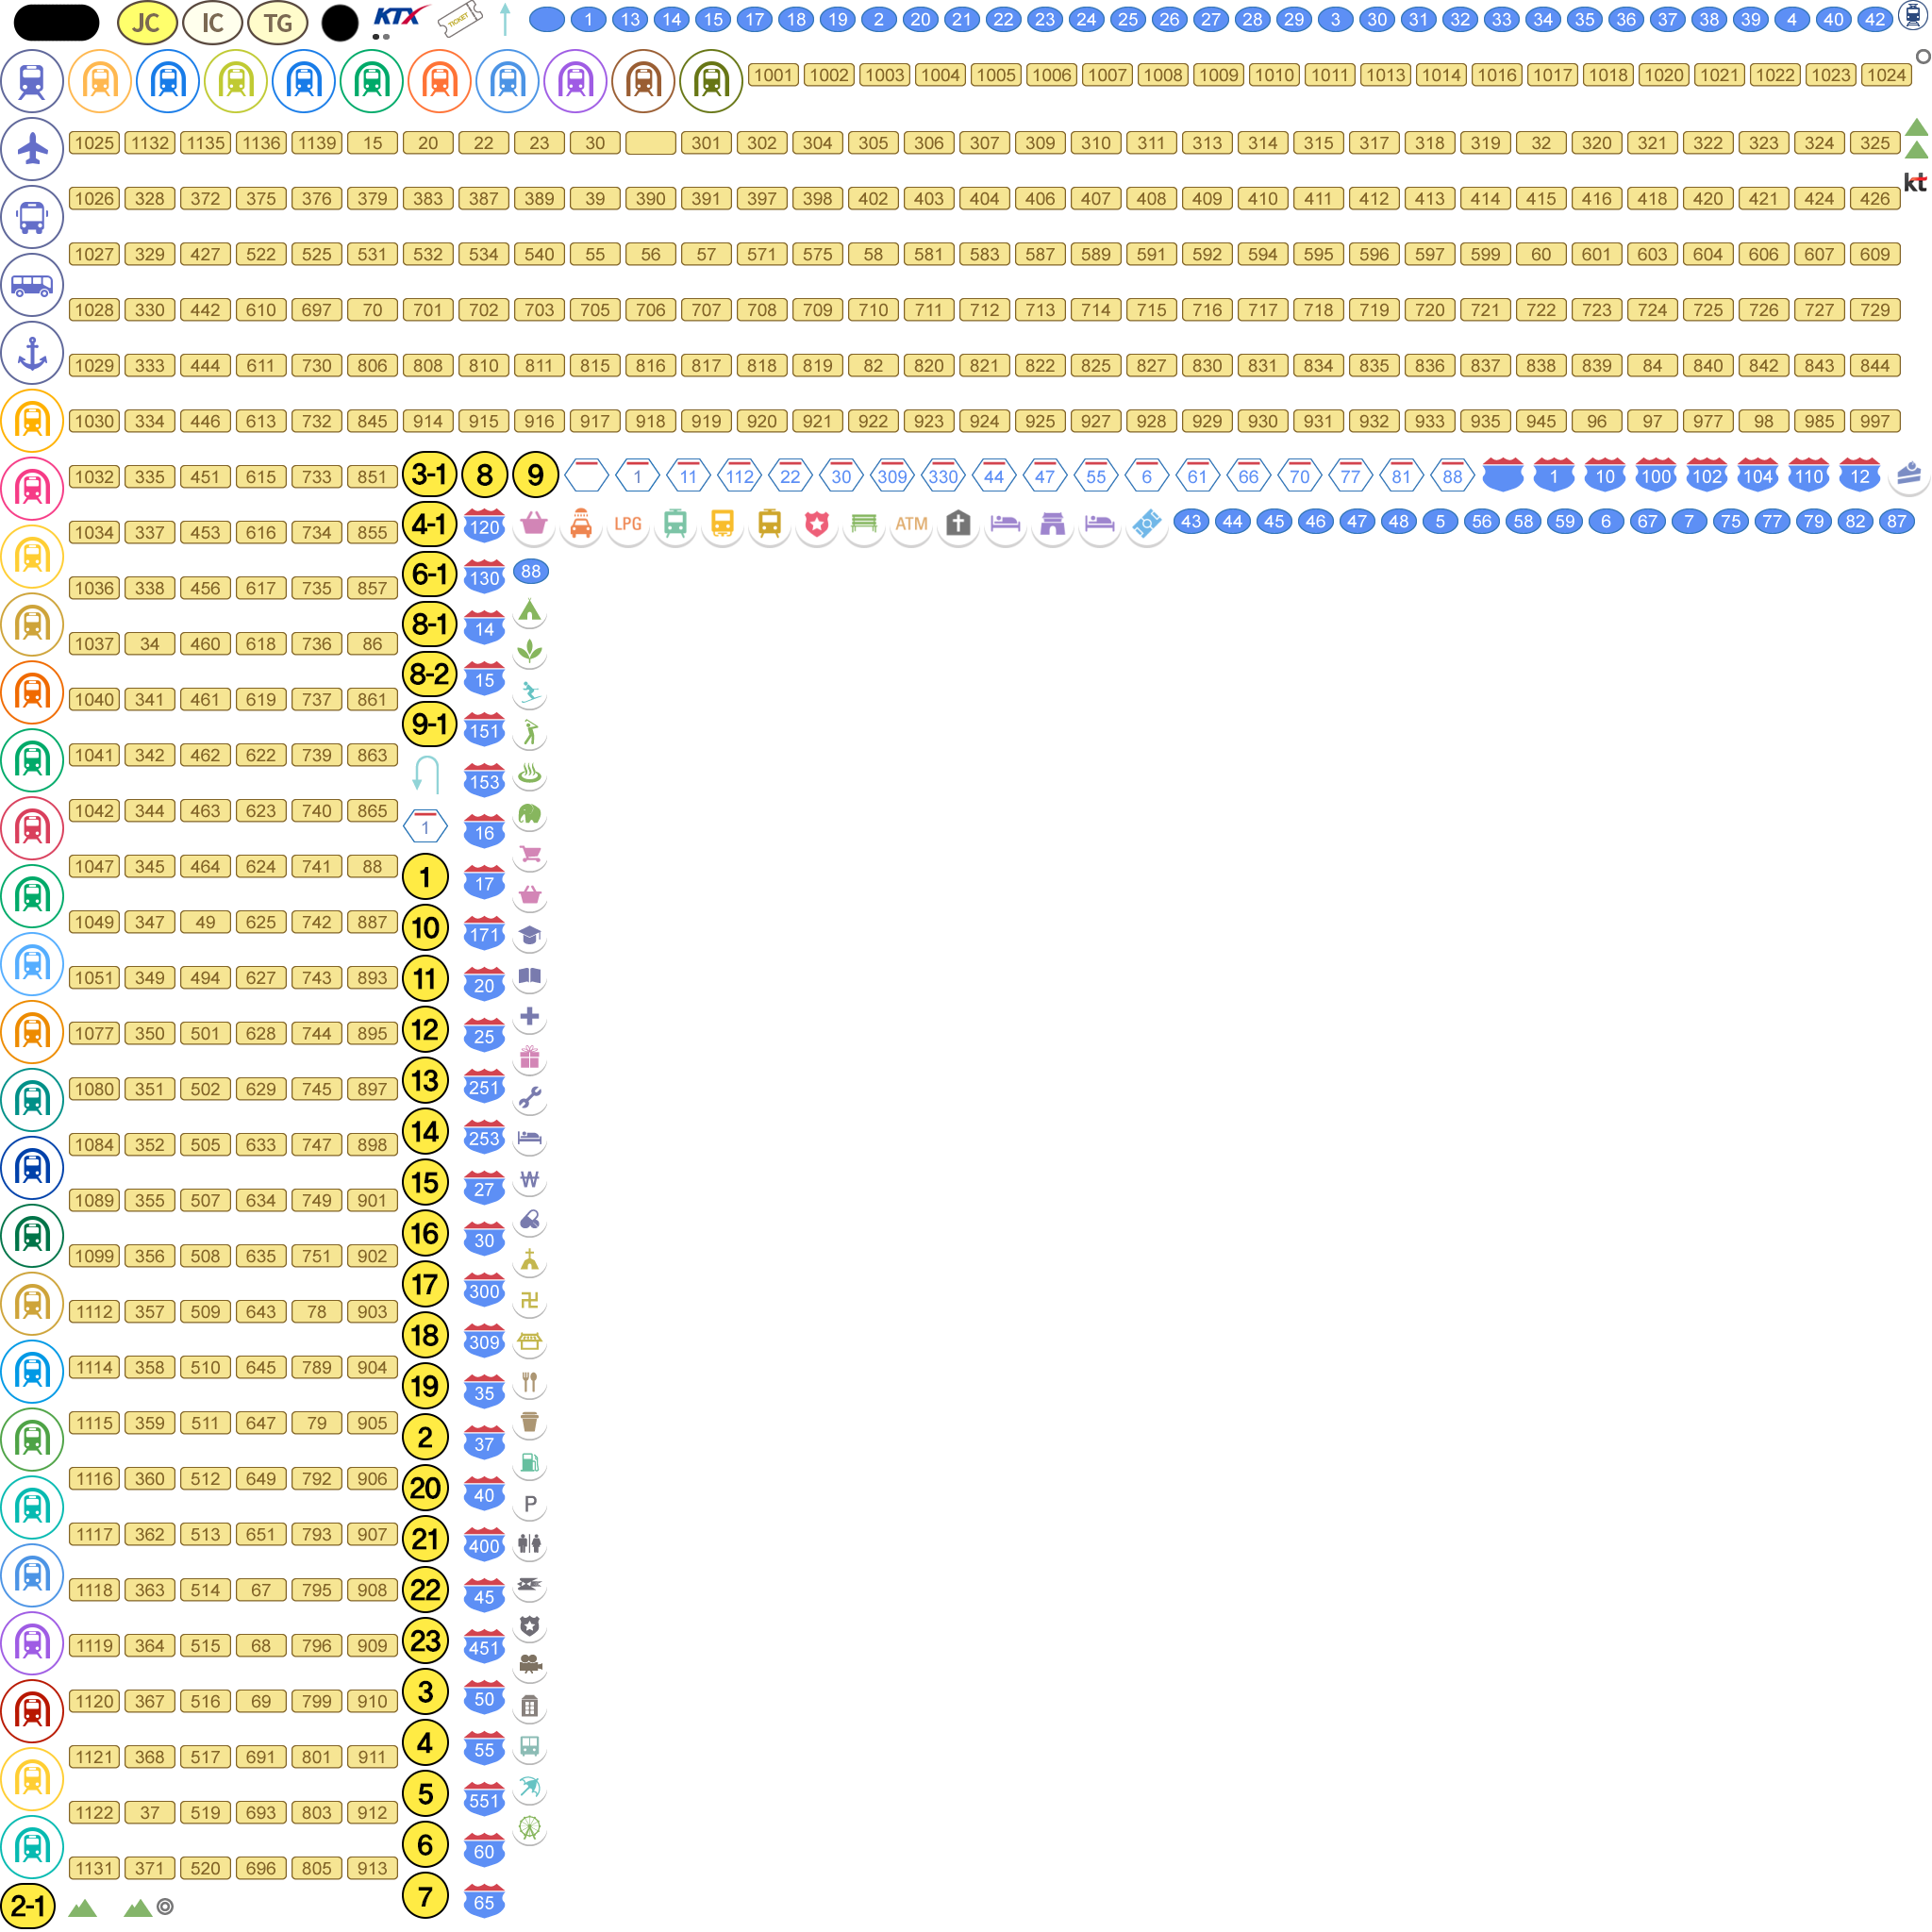 JC IC TG KTX TICKET 1 13 14 15 17 18 19 2 20 21 22 23 24 25 26 27 28 29 3 30 31 32 33 34 35 36 37 38 39 4 40 42
1001 1002 1003 1004 1005 1006 1007 1008 1009 1010 1011 1013 1014 1016 1017 1018 1020 1021 1022 1023 1024
1025 1132 1135 1136 1139 15 20 22 23 30 301 302 304 305 306 307 309 310 311 313 314 315 317 318 319 32 320 321 322 323 324 325
kt
1026 328 372 375 376 379 383 387 389 39 390 391 397 398 402 403 404 406 407 408 409 410 411 412 413 414 415 416 418 420 421 424 426
1027 329 427 522 525 531 532 534 540 55 56 57 571 575 58 581 583 587 589 591 592 594 595 596 597 599 60 601 603 604 606 607 609
1028 330 442 610 697 70 701 702 703 705 706 707 708 709 710 711 712 713 714 715 716 717 718 719 720 721 722 723 724 725 726 727 729
1029 333 444 611 730 806 808 810 811 815 816 817 818 819 82 820 821 822 825 827 830 831 834 835 836 837 838 839 84 840 842 843 844
1030 334 446 613 732 845 914 915 916 917 918 919 920 921 922 923 924 925 927 928 929 930 931 932 933 935 945 96 97 977 98 985 997
1032 335 451 615 733 851 3-1 8 9 1 11 112 22 30 309 330 44 47 55 6 61 66 70 77 81 88 1 10 100 102 104 110 12
1034 337 453 616 734 855 4-1 120 LPG ATM 43 44 45 46 47 48 5 56 58 59 6 67 7 75 77 79 82 87
1036 338 456 617 735 857 6-1 130 88
1037 34 460 618 736 86 8-1 14
1040 341 461 619 737 861 8-2 15
1041 342 462 622 739 863 9-1 151
1042 344 463 623 740 865 153
1 16
1047 345 464 624 741 88 1 17
1049 347 49 625 742 887 10 171
1051 349 494 627 743 893 11 20
1077 350 501 628 744 895 12 25
1080 351 502 629 745 897 13 251
1084 352 505 633 747 898 14 253
1089 355 507 634 749 901 15 27 ₩
1099 356 508 635 751 902 16 30
1112 357 509 643 78 903 17 300 卍
1114 358 510 645 789 904 18 309
1115 359 511 647 79 905 19 35
1116 360 512 649 792 906 2 37
1117 362 513 651 793 907 20 40 P
1118 363 514 67 795 908 21 400
1119 364 515 68 796 909 22 45
1120 367 516 69 799 910 23 451
1121 368 517 691 801 911 3 50
1122 37 519 693 803 912 4 55
1131 371 520 696 805 913 5 551
6 60
2-1 7 65